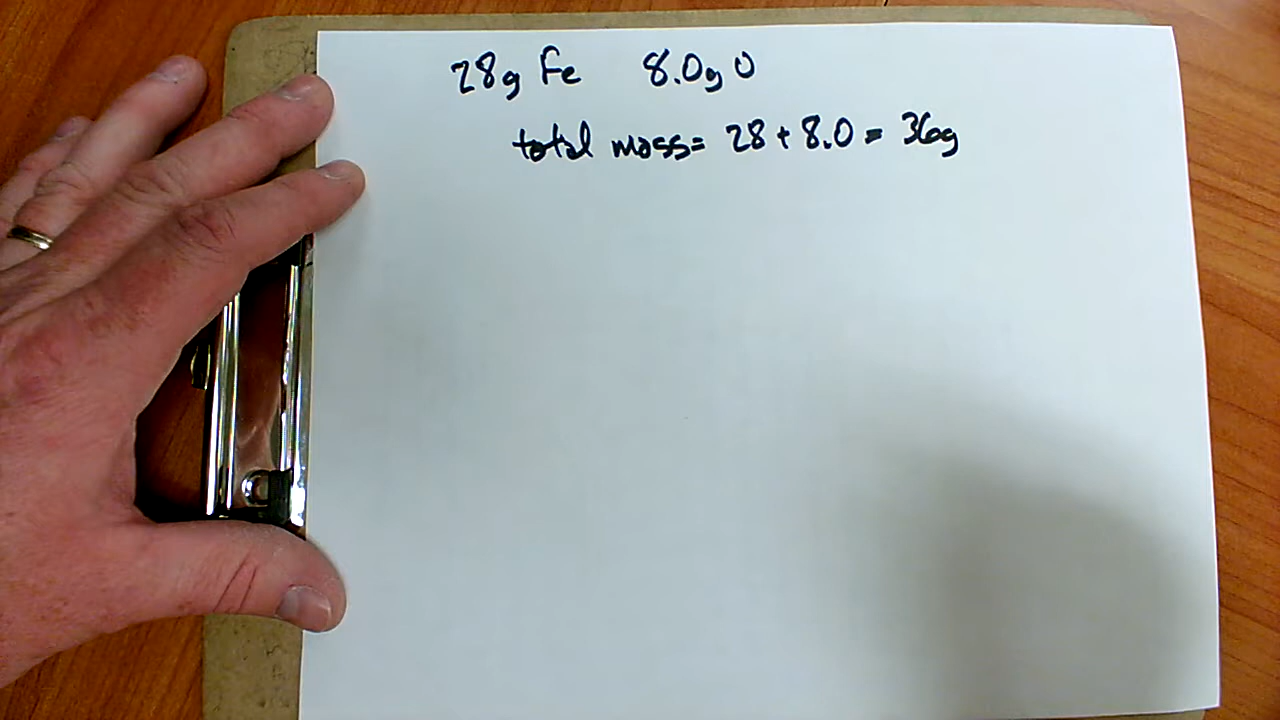 28g Fe 8.0g O
total mass = 28 + 8.0 = 36g